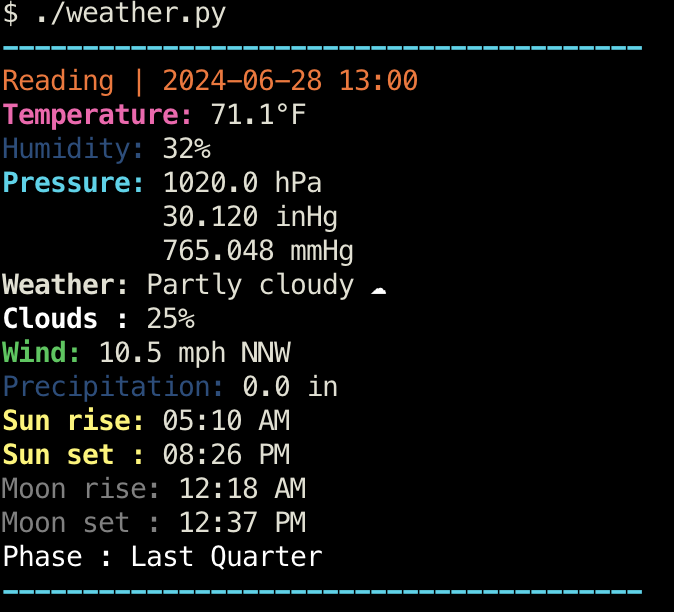 $ ./weather.py
----------------------------------------
Reading | 2024-06-28 13:00
Temperature: 71.1°F
Humidity: 32%
Pressure: 1020.0 hPa
30.120 inHg
765.048 mmHg
Weather: Partly cloudy ☁
Clouds : 25%
Wind: 10.5 mph NNW
Precipitation: 0.0 in
Sun rise: 05:10 AM
Sun set : 08:26 PM
Moon rise: 12:18 AM
Moon set : 12:37 PM
Phase : Last Quarter
----------------------------------------